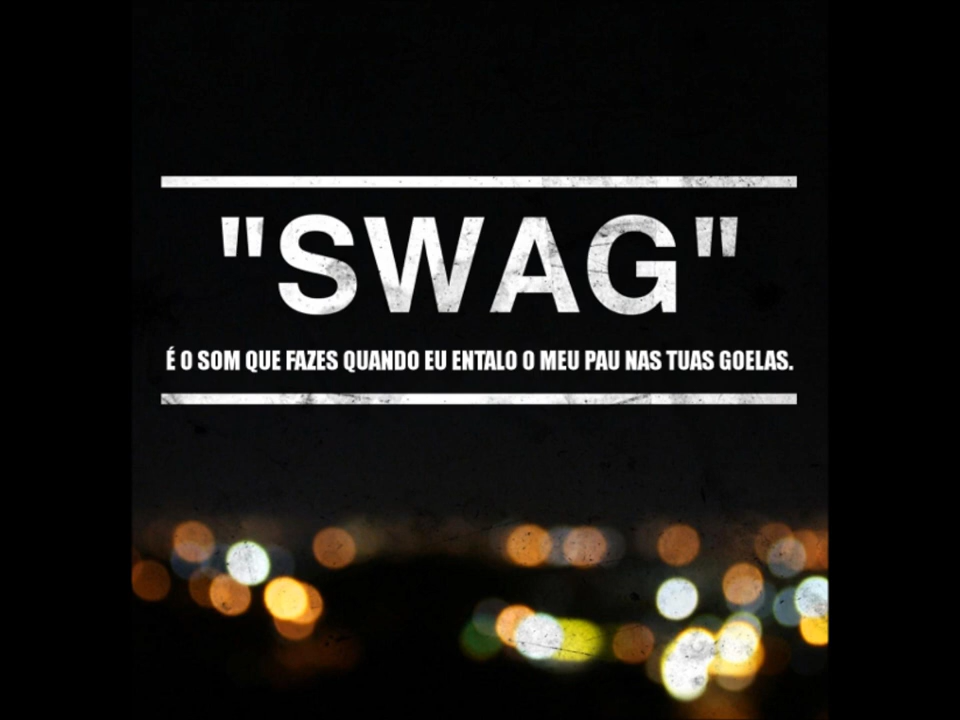 "SWAG"
É O SOM QUE FAZES QUANDO EU ENTALO O MEU PAU NAS TUAS GOELAS.